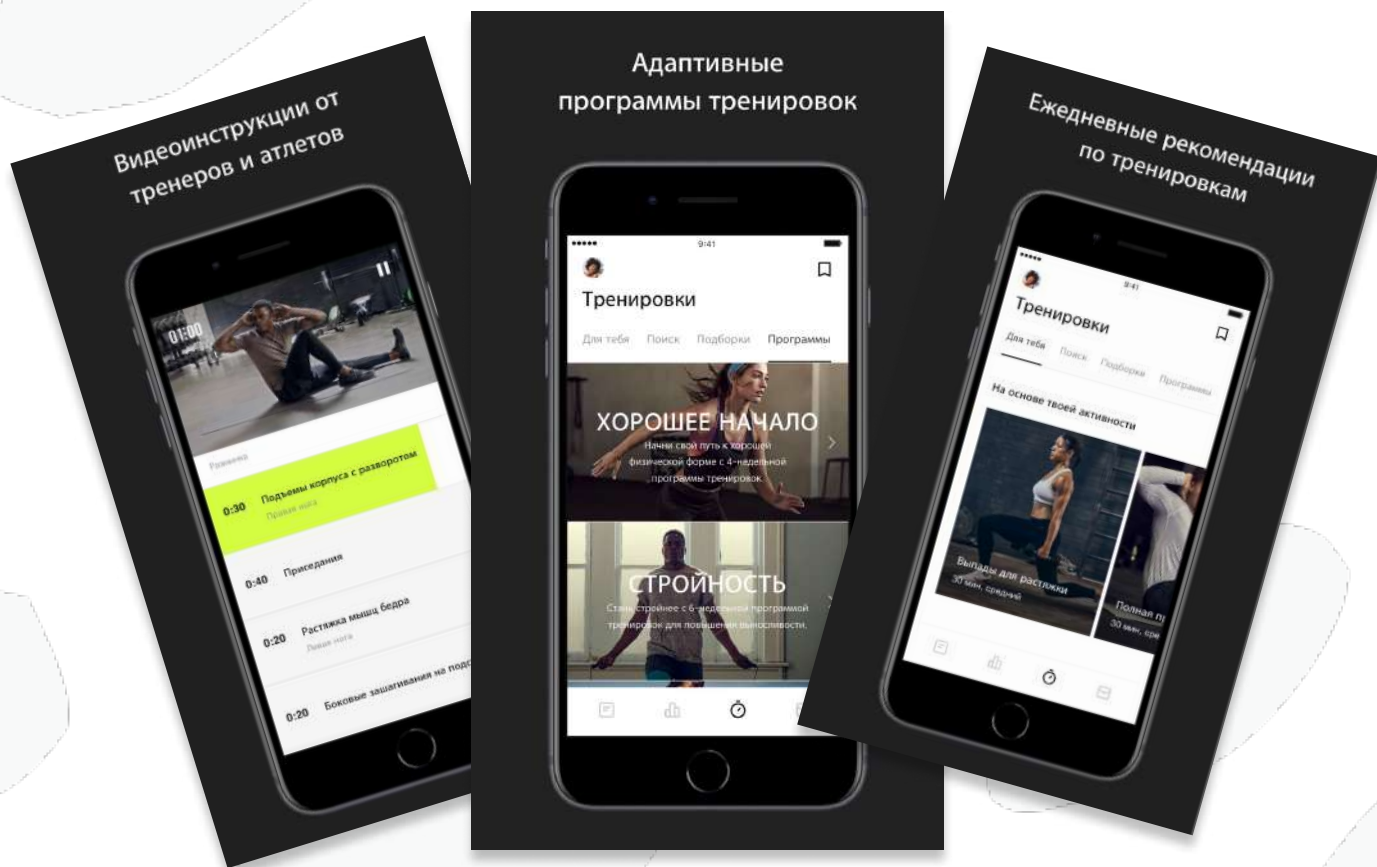 Видеоинструкции от
тренеров и атлетов
01:00
Разминка
0:30 Подъемы корпуса с разворотом
Правая нога
0:40 Приседания
0:20 Растяжка мышц бедра
Левая нога
0:20 Боковые зашагивания на
Адаптивные
программы тренировок
9:41
Тренировки
Для тебя Поиск Подборки Программы
ХОРОШЕЕ НАЧАЛО
Начни свой путь к хорошей
физической форме с 4-недельной
программы тренировок
СТРОЙНОСТЬ
Стань стройнее с 6-недельной программой
тренировок для повышения выносливости.
Ежедневные рекомендации
по тренировкам
9:41
Тренировки
Для тебя Поиск Подборки Программы
На основе твоей активности
Выпады для растяжки
30 мин, средний
Полная
30 мин,